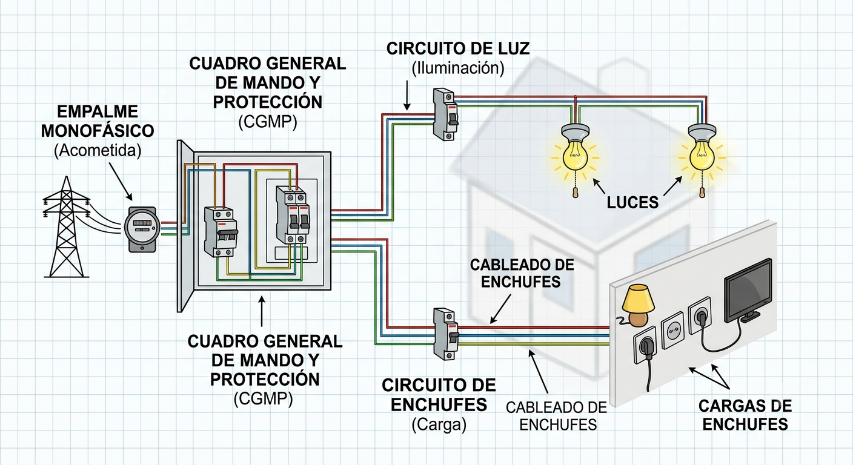 EMPALME
MONOFÁSICO
(Acometida)
CUADRO GENERAL
DE MANDO Y
PROTECCIÓN
(CGMP)
CIRCUITO DE LUZ
(Iluminación)
LUCES
CUADRO GENERAL
DE MANDO Y
PROTECCIÓN
(CGMP)
CABLEADO DE
ENCHUFES
CIRCUITO DE
ENCHUFES
(Carga)
CABLEADO DE
ENCHUFES
CARGAS DE
ENCHUFES